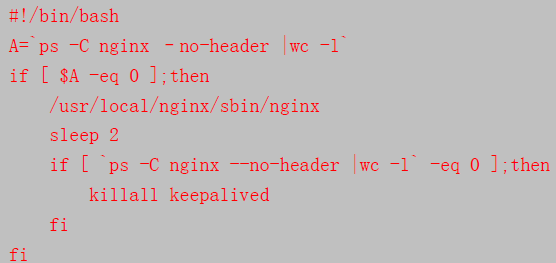 #!/bin/bash
A=`ps -C nginx –no-header |wc -l`
if [ $A -eq 0 ];then
    /usr/local/nginx/sbin/nginx
    sleep 2
    if [ `ps -C nginx --no-header |wc -l` -eq 0 ];then
        killall keepalived
    fi
fi